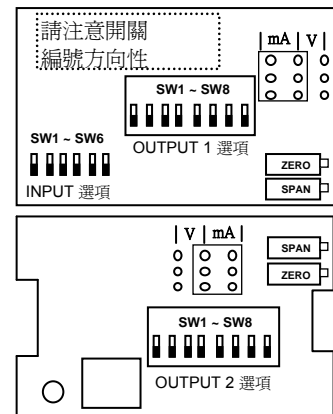 請注意開關
編號方向性
| mA | V |
SW1 ~ SW8
OUTPUT 1 選項
SW1 ~ SW6
INPUT 選項
ZERO
SPAN
| V | mA |
SPAN
ZERO
SW1 ~ SW8
OUTPUT 2 選項